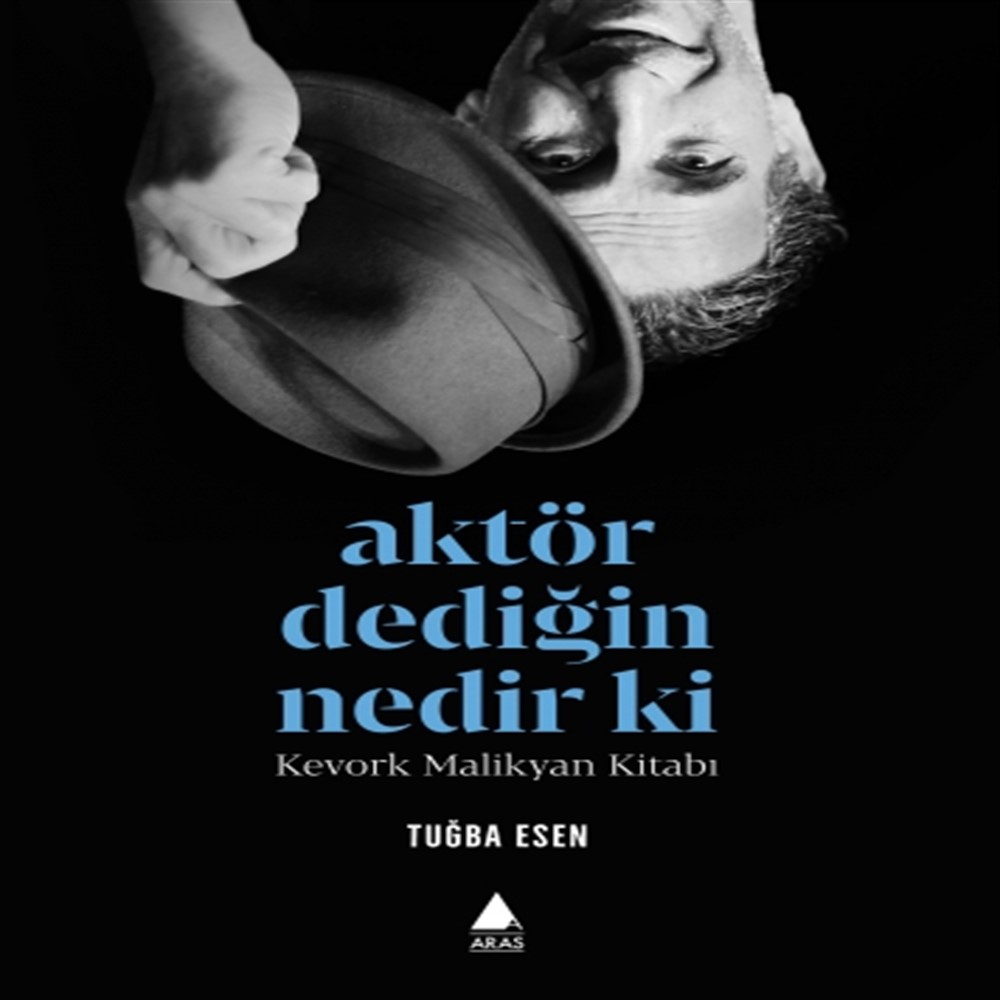 aktör
dediğin
nedir ki
Kevork Malikyan Kitabı
TUĞBA ESEN
A
ARAS